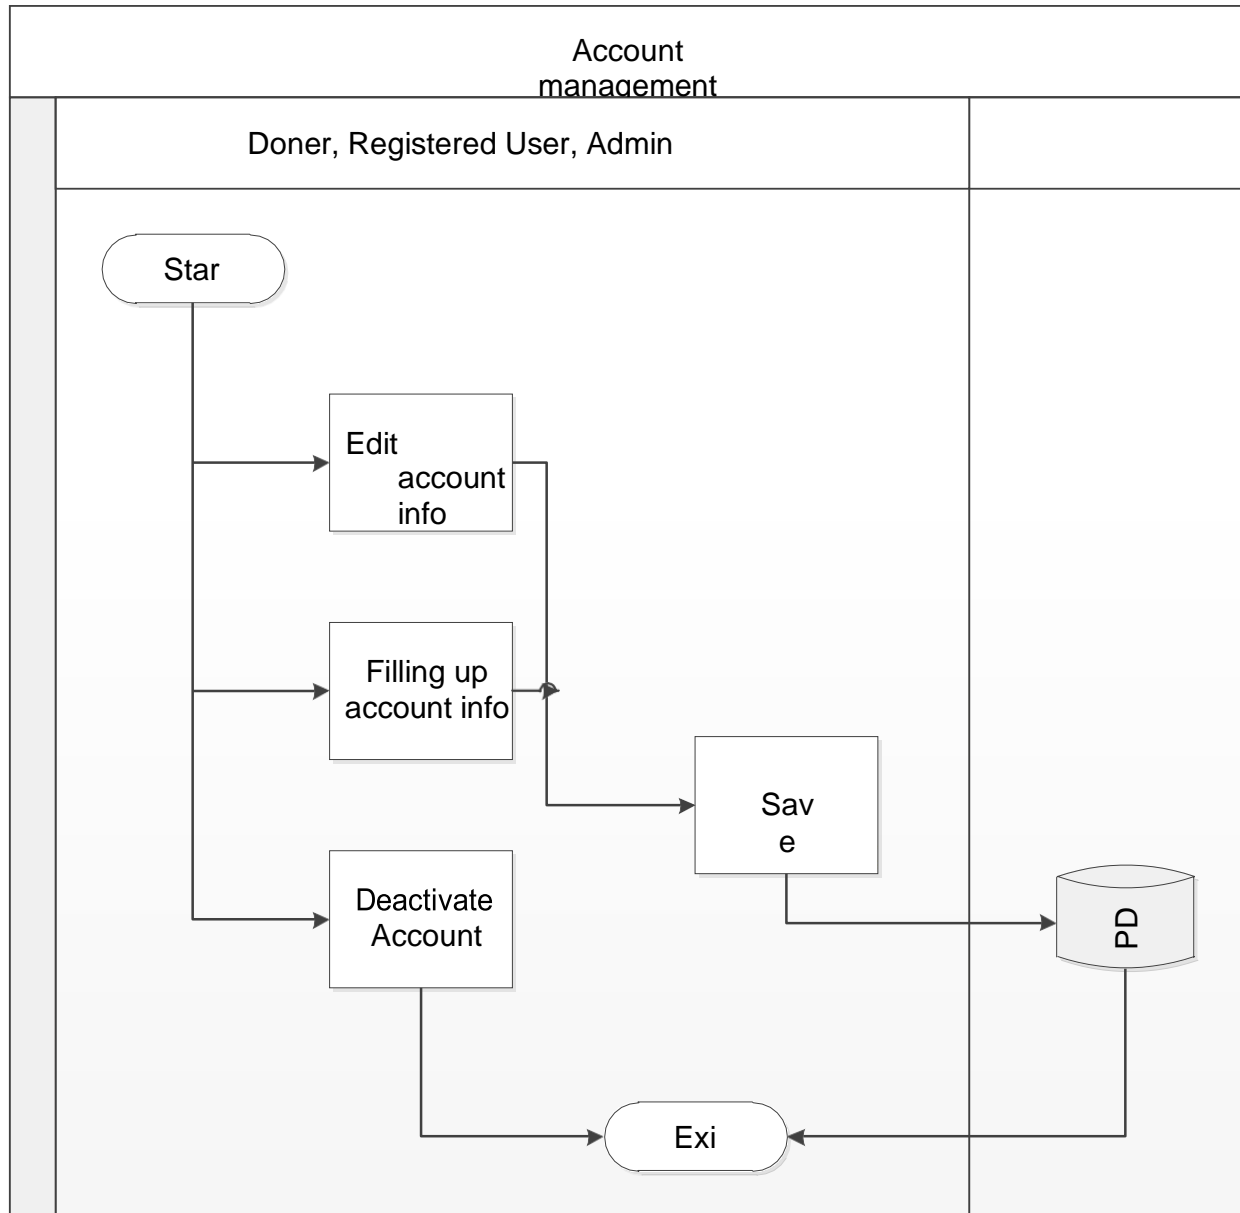 Account
management
Doner, Registered User, Admin
Star
Edit
account
info
Filling up
account info
Sav
e
Deactivate
Account
PD
Exi